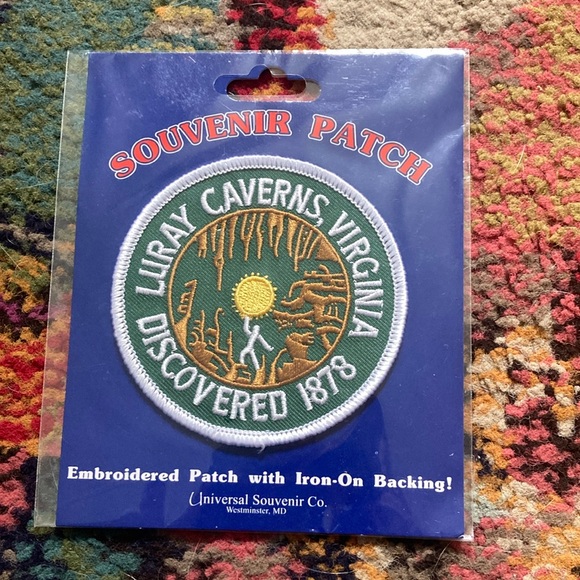 SOUVENIR PATCH
LURAY CAVERNS, VIRGINIA
DISCOVERED 1878
Embroidered Patch with Iron-On Backing!
Universal Souvenir Co.
Westminster, MD